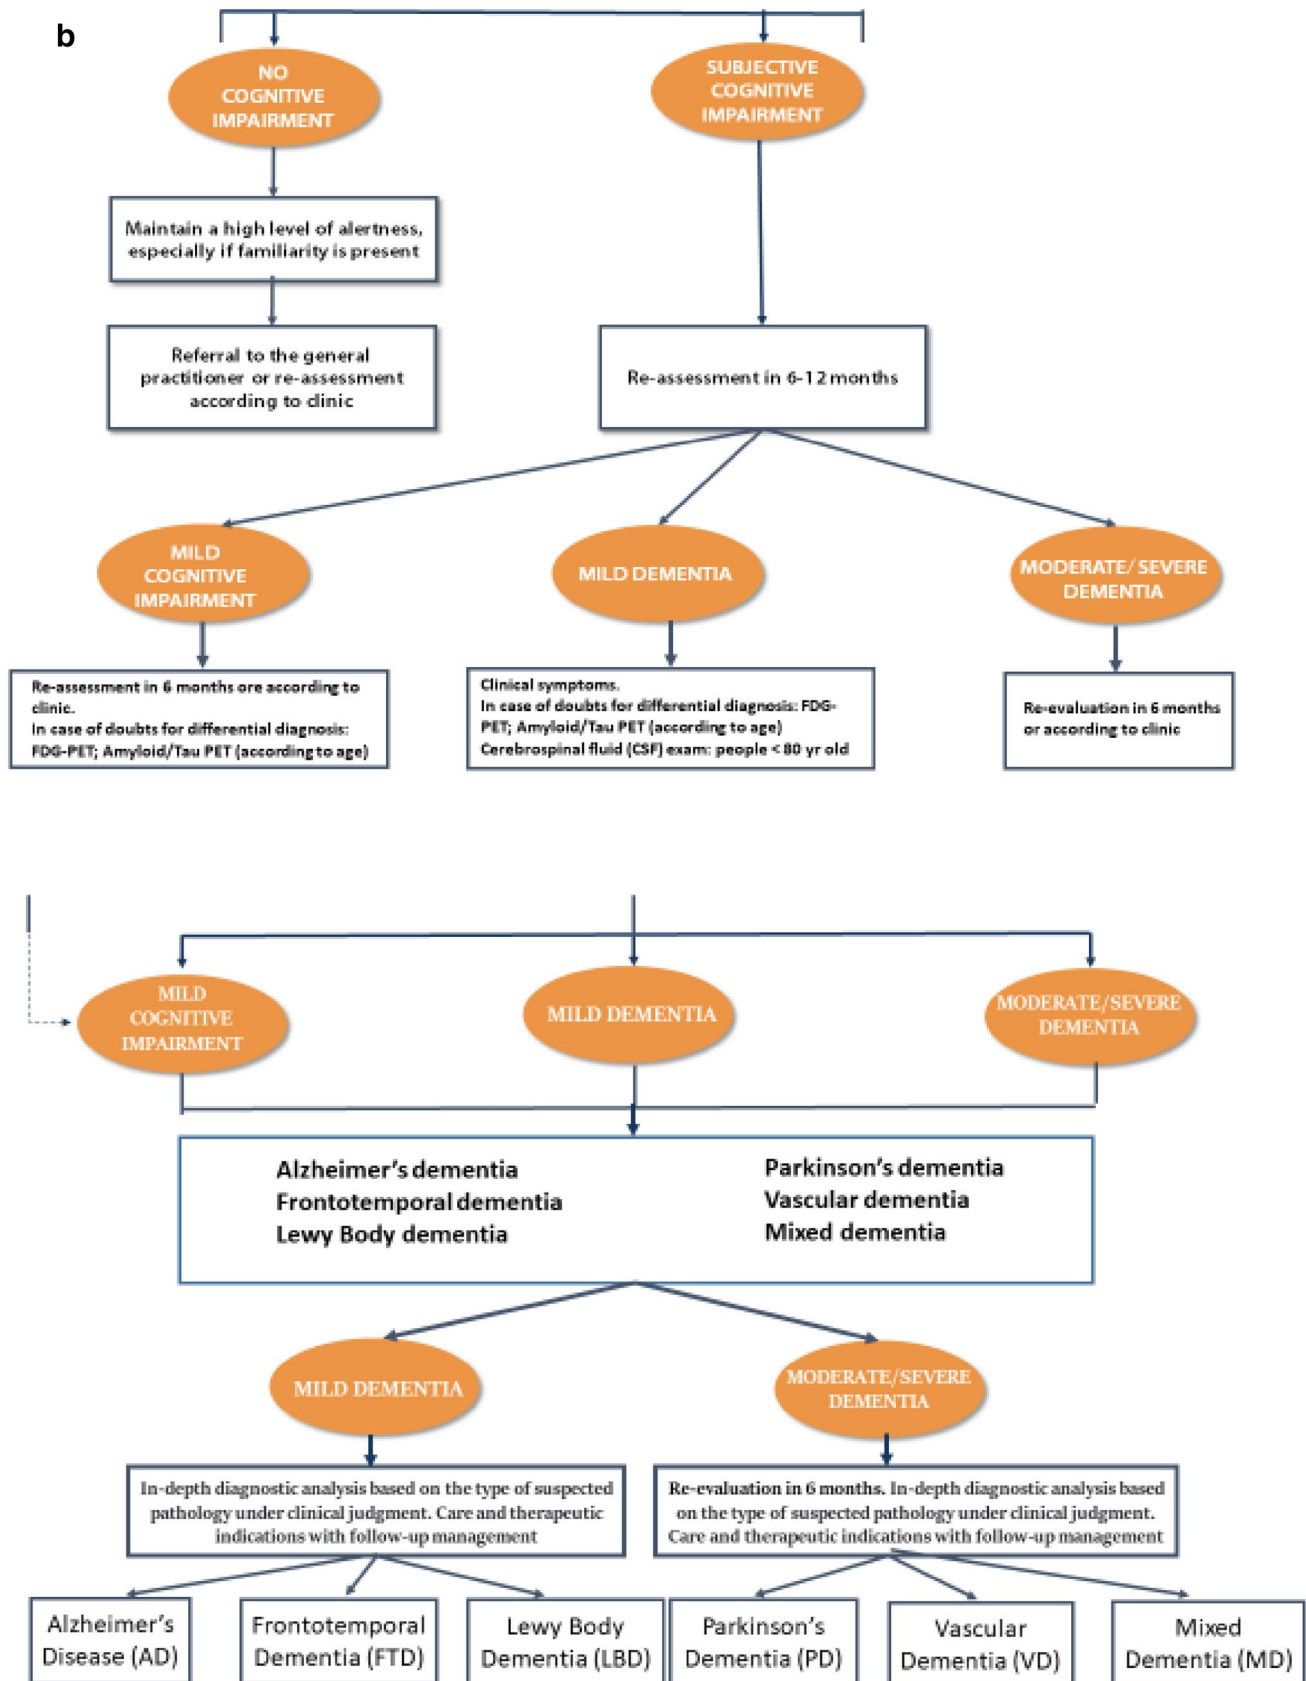 b
NO
COGNITIVE
IMPAIRMENT
SUBJECTIVE
COGNITIVE
IMPAIRMENT
Maintain a high level of alertness,
especially if familiarity is present
Referral to the general
practitioner or re-assessment
according to clinic
Re-assessment in 6-12 months
MILD
COGNITIVE
IMPAIRMENT
MILD DEMENTIA
MODERATE/SEVERE
DEMENTIA
Re-assessment in 6 months ore according to
clinic.
In case of doubts for differential diagnosis:
FDG-PET; Amyloid/Tau PET (according to age)
Clinical symptoms.
In case of doubts for differential diagnosis: FDG-
PET; Amyloid/Tau PET (according to age)
Cerebrospinal fluid (CSF) exam: people < 80 yr old
Re-evaluation in 6 months
or according to clinic
MILD
COGNITIVE
IMPAIRMENT
MILD DEMENTIA
MODERATE/SEVERE
DEMENTIA
Alzheimer's dementia
Frontotemporal dementia
Lewy Body dementia
Parkinson's dementia
Vascular dementia
Mixed dementia
MILD DEMENTIA
MODERATE/SEVERE
DEMENTIA
In-depth diagnostic analysis based on the type of suspected
pathology under clinical judgment. Care and therapeutic
indications with follow-up management
Re-evaluation in 6 months. In-depth diagnostic analysis based
on the type of suspected pathology under clinical judgment.
Care and therapeutic indications with follow-up management
Alzheimer's
Disease (AD)
Frontotemporal
Dementia (FTD)
Lewy Body
Dementia (LBD)
Parkinson's
Dementia (PD)
Vascular
Dementia (VD)
Mixed
Dementia (MD)